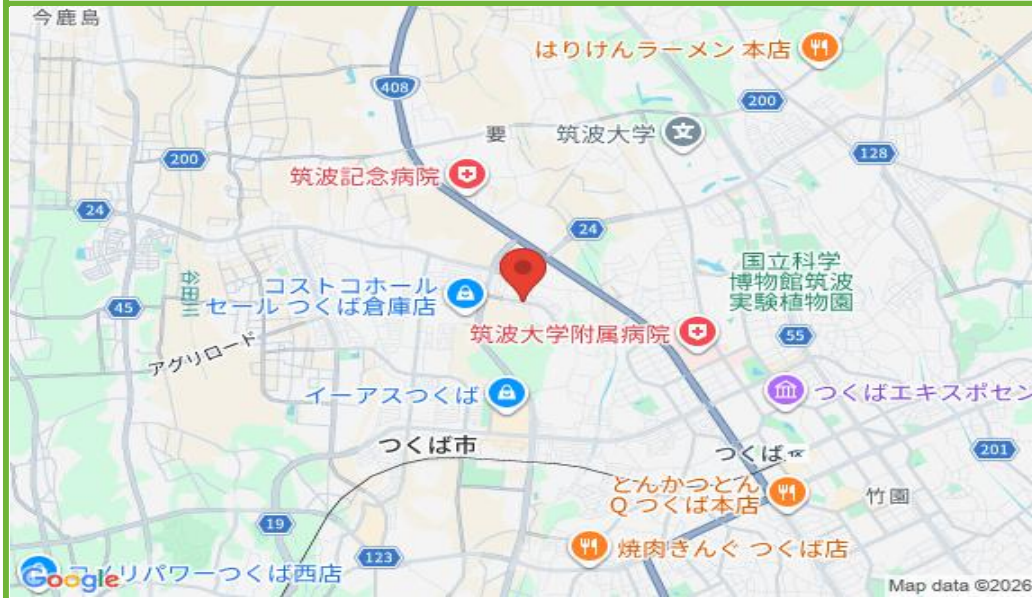 今鹿島
はりけんラーメン 本店
408
200
要
筑波大学
128
200
筑波記念病院
24
24
国立科学
博物館筑波
実験植物園
谷田川
コストコホール
セール つくば倉庫店
45
筑波大学附属病院
55
アグリロード
イーアスつくば
つくばエキスポセン
つくば市
つくば
201
とんかつとん
Q つくば本店
竹園
19
焼肉きんぐ つくば店
123
リパワーつくば西店
Google
Map data ©2026